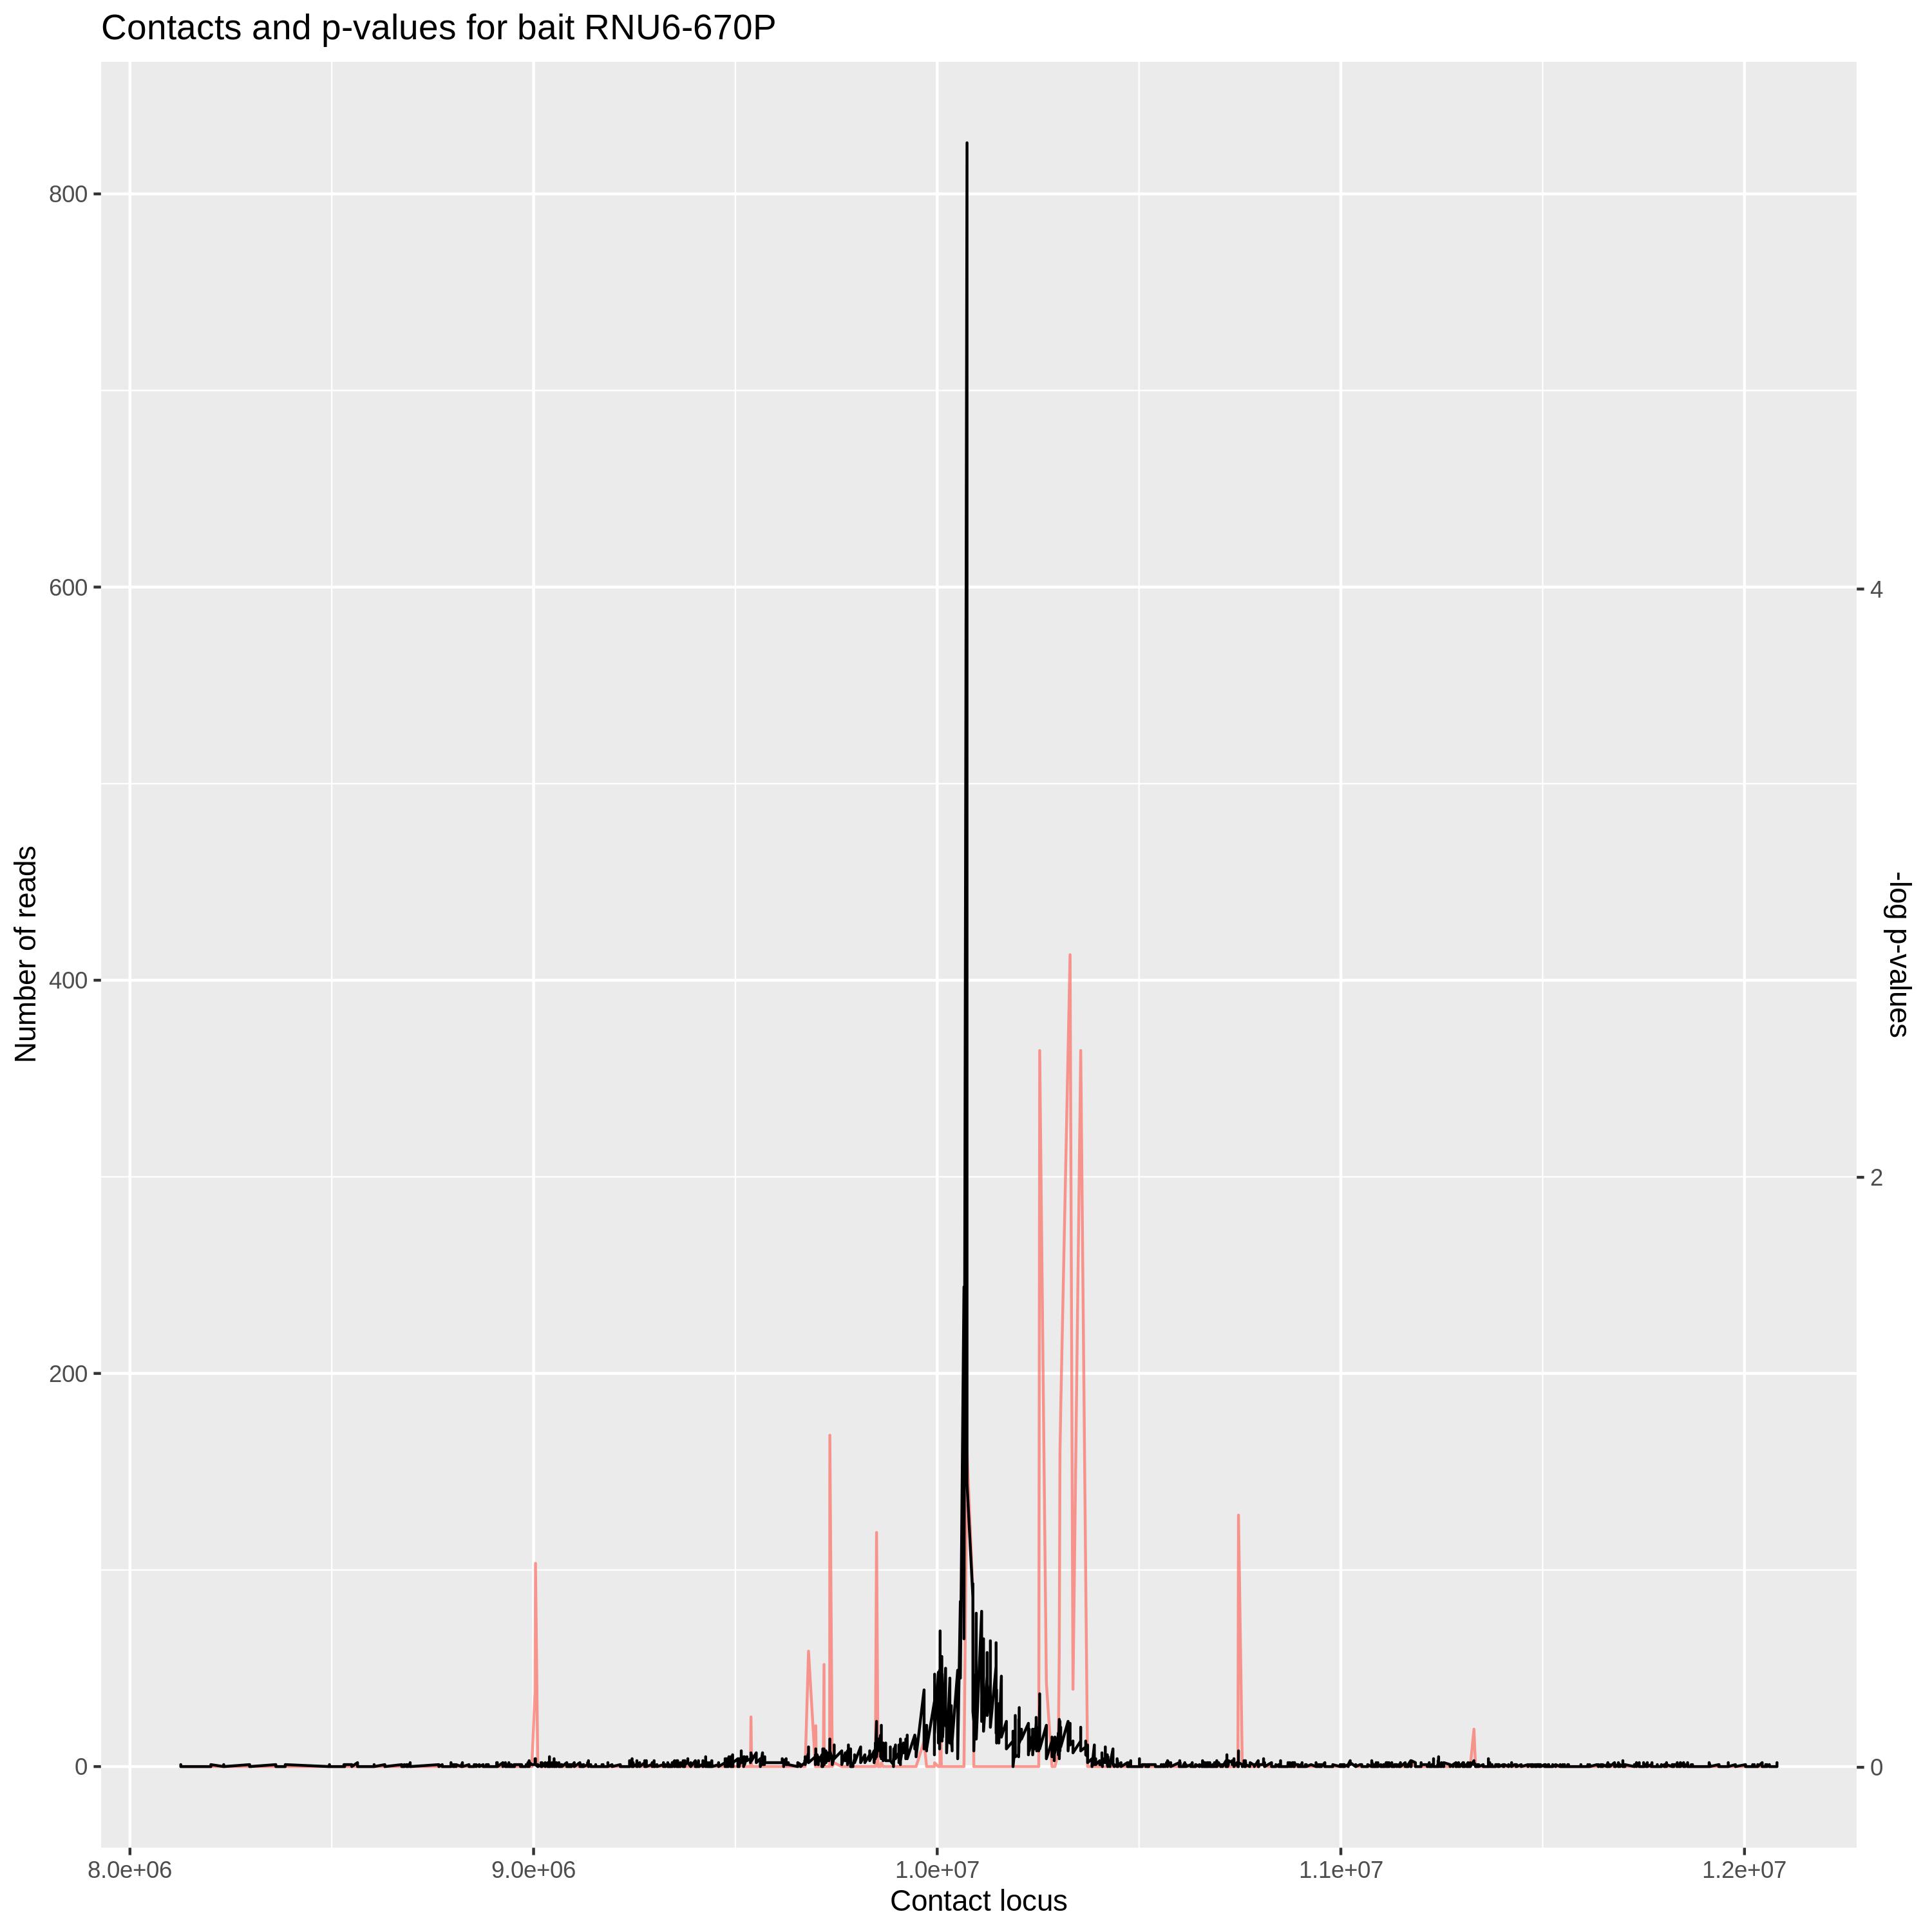 Contacts and p-values for bait RNU6-670P
800
600
400
200
0
Number of reads
4
2
0
-log p-values
8.0e+06
9.0e+06
1.0e+07
1.1e+07
1.2e+07
Contact locus